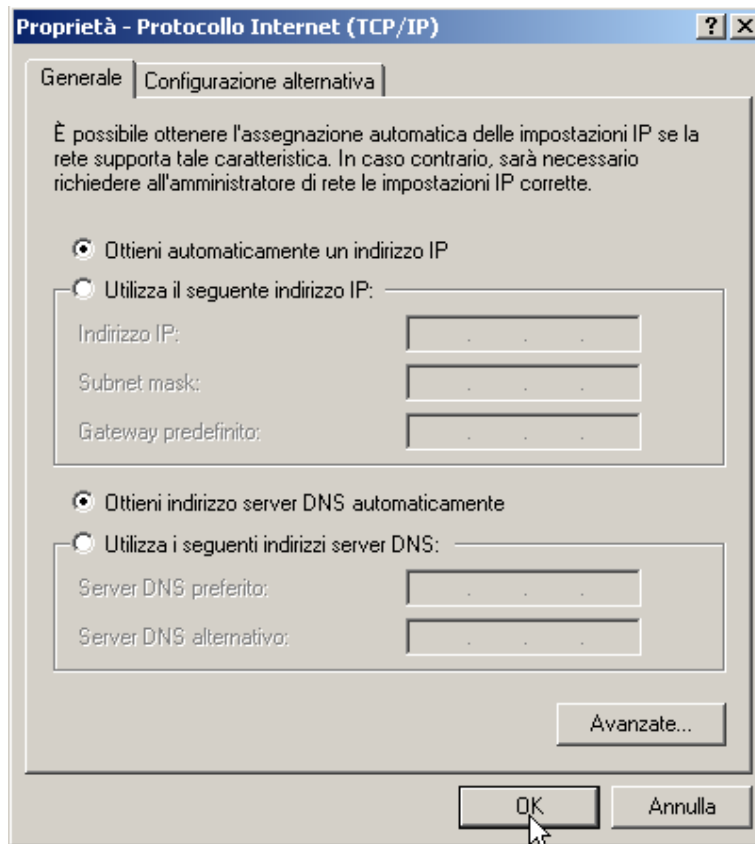 Proprietà - Protocollo Internet (TCP/IP)
Generale
Configurazione alternativa
È possibile ottenere l'assegnazione automatica delle impostazioni IP se la
rete supporta tale caratteristica. In caso contrario, sarà necessario
richiedere all'amministratore di rete le impostazioni IP corrette.
Ottieni automaticamente un indirizzo IP
Utilizza il seguente indirizzo IP:
Indirizzo IP:
Subnet mask:
Gateway predefinito:
Ottieni indirizzo server DNS automaticamente
Utilizza i seguenti indirizzi server DNS:
Server DNS preferito:
Server DNS alternativo:
Avanzate...
OK
Annulla